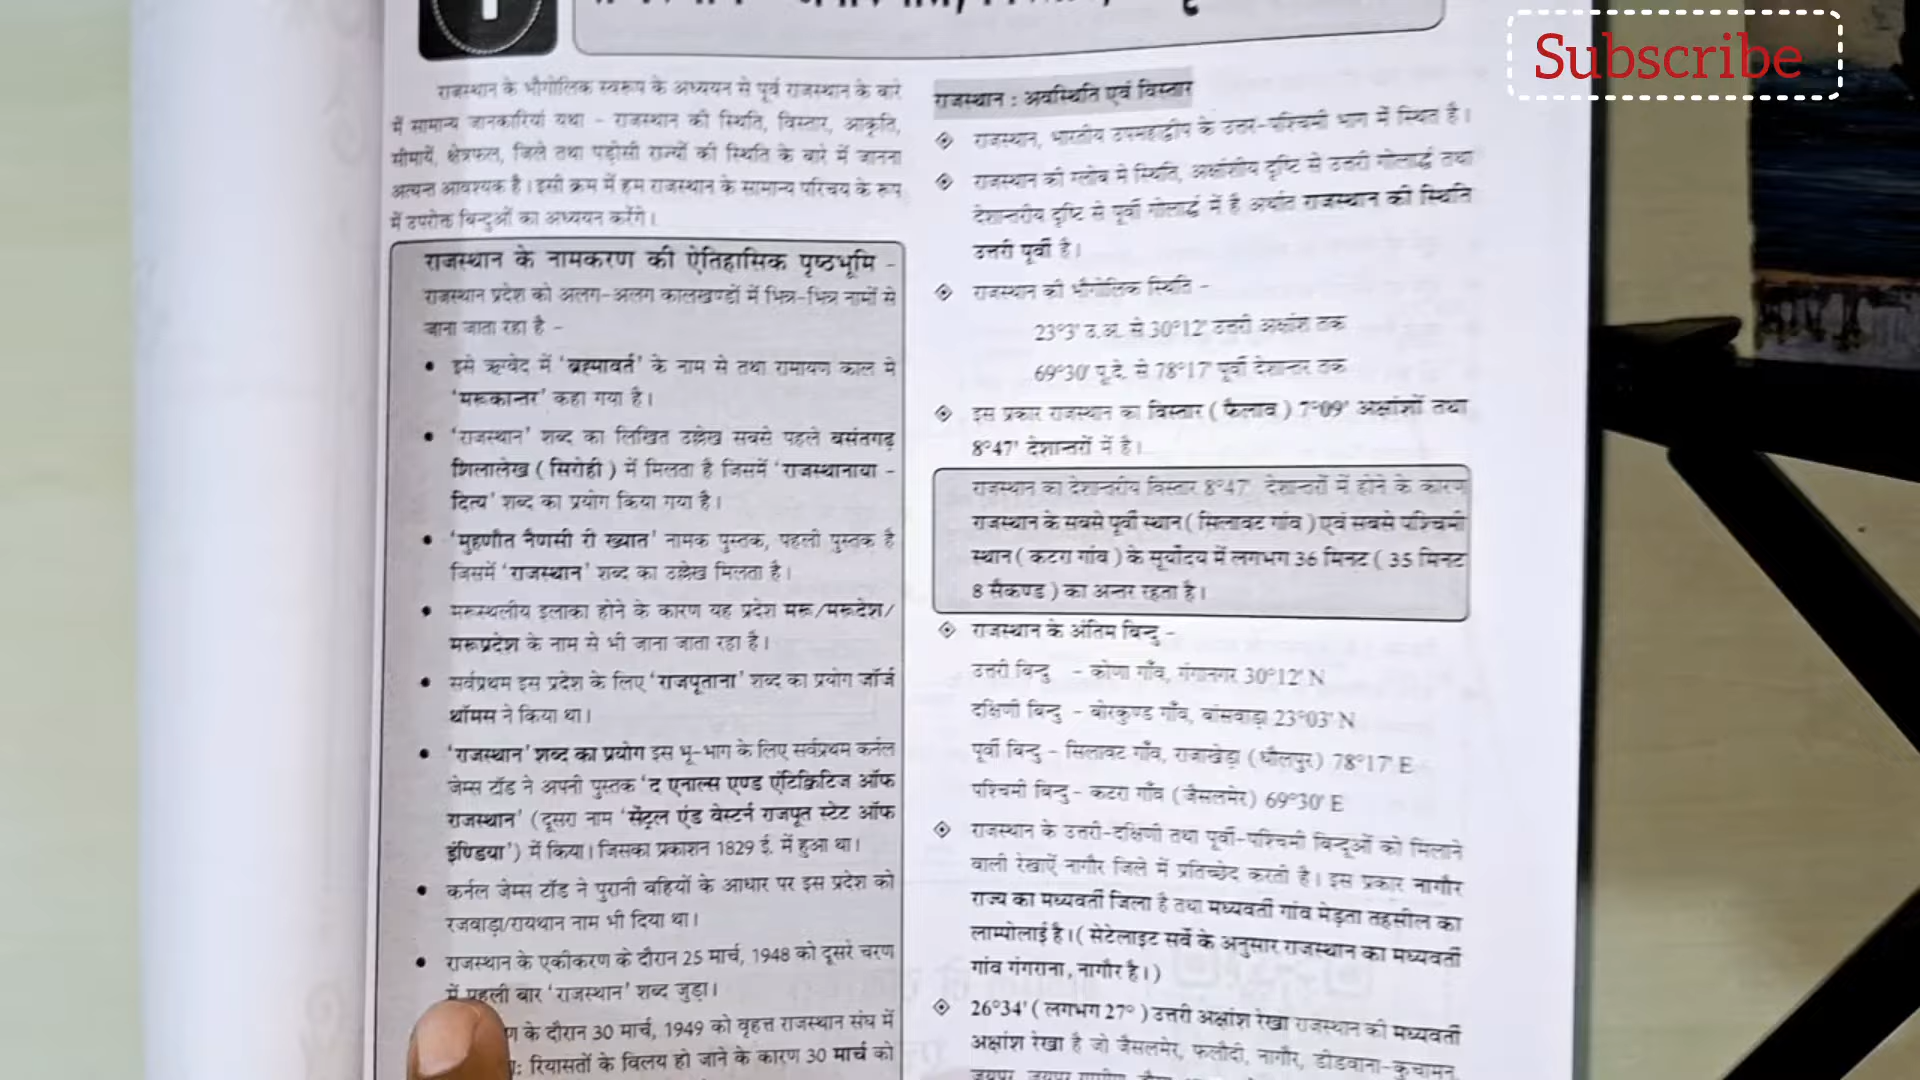 Subscribe
राजस्थान के भौगोलिक स्वरूप के अध्ययन से पूर्व राजस्थान के बारे
में सामान्य जानकारियां यथा - राजस्थान की स्थिति, विस्तार, आकृति,
सीमायें, क्षेत्रफल, जिले तथा पड़ोसी राज्यों की स्थिति के बारे में जानना
अत्यन्त आवश्यक है। इसी क्रम में हम राजस्थान के सामान्य परिचय के रूप
में उपरोक्त बिन्दुओं का अध्ययन करेंगे।
राजस्थान के नामकरण की ऐतिहासिक पृष्ठभूमि -
राजस्थान प्रदेश को अलग-अलग कालखण्डों में भिन्न-भिन्न नामों से
जाना जाता रहा है -
• इसे ऋग्वेद में 'ब्रह्मावर्त' के नाम से तथा रामायण काल में
'मरूकान्तर' कहा गया है।
• 'राजस्थान' शब्द का लिखित उल्लेख सबसे पहले बसंतगढ़
शिलालेख ( सिरोही ) में मिलता है जिसमें 'राजस्थानाया -
दित्य' शब्द का प्रयोग किया गया है।
• 'मुहणौत नैणसी री ख्यात' नामक पुस्तक, पहली पुस्तक है
जिसमें 'राजस्थान' शब्द का उल्लेख मिलता है।
• मरूस्थलीय इलाका होने के कारण यह प्रदेश मरू/मरूदेश/
मरूप्रदेश के नाम से भी जाना जाता रहा है।
• सर्वप्रथम इस प्रदेश के लिए 'राजपूताना' शब्द का प्रयोग जॉर्ज
थॉमस ने किया था।
• 'राजस्थान' शब्द का प्रयोग इस भू-भाग के लिए सर्वप्रथम कर्नल
जेम्स टॉड ने अपनी पुस्तक 'द एनाल्स एण्ड एंटिक्विटिज ऑफ
राजस्थान' (दूसरा नाम 'सेंट्रल एंड वेस्टर्न राजपूत स्टेट ऑफ
इंण्डिया') में किया। जिसका प्रकाशन 1829 ई. में हुआ था।
• कर्नल जेम्स टॉड ने पुरानी बहियों के आधार पर इस प्रदेश को
रजवाड़ा/रायथान नाम भी दिया था।
• राजस्थान के एकीकरण के दौरान 25 मार्च, 1948 को दूसरे चरण
में पहली बार 'राजस्थान' शब्द जुड़ा।
के दौरान 30 मार्च, 1949 को वृहत्त राजस्थान संघ में
रियासतों के विलय हो जाने के कारण 30 मार्च को
राजस्थान : अवस्थिति एवं विस्तार
राजस्थान, भारतीय उपमहाद्वीप के उत्तर-पश्चिमी भाग में स्थित है।
राजस्थान की ग्लोब में स्थिति, अक्षांशीय दृष्टि से उत्तरी गोलार्द्ध तथा
देशान्तरीय दृष्टि से पूर्वी गोलार्द्ध में है अर्थात राजस्थान की स्थिति
उत्तरी पूर्वी है।
राजस्थान की भौगोलिक स्थिति -
23°3' उ.अ. से 30°12' उत्तरी अक्षांश तक
69°30' पू.दे. से 78°17' पूर्वी देशान्तर तक
इस प्रकार राजस्थान का विस्तार ( फैलाव ) 7°09' अक्षांशों तथा
8°47' देशान्तरों में है।
राजस्थान का देशान्तरीय विस्तार 8°47' देशान्तरों में होने के कारण
राजस्थान के सबसे पूर्वी स्थान ( सिलावट गांव ) एवं सबसे पश्चिमी
स्थान ( कटरा गांव ) के सूर्योदय में लगभग 36 मिनट ( 35 मिनट
8 सैकण्ड ) का अन्तर रहता है।
राजस्थान के अंतिम बिन्दु -
उत्तरी बिन्दु - कोणा गाँव, गंगानगर 30°12' N
दक्षिणी बिन्दु - बोरकुण्ड गाँव, बांसवाड़ा 23°03' N
पूर्वी बिन्दु - सिलावट गाँव, राजाखेड़ा (धौलपुर) 78°17' E
पश्चिमी बिन्दु - कटरा गाँव (जैसलमेर) 69°30' E
राजस्थान के उत्तरी-दक्षिणी तथा पूर्वी-पश्चिमी बिन्दूओं को मिलाने
वाली रेखाऐं नागौर जिले में प्रतिच्छेद करती है। इस प्रकार नागौर
राज्य का मध्यवर्ती जिला है तथा मध्यवर्ती गांव मेड़ता तहसील का
लाम्पोलाई है। ( सेटेलाइट सर्वे के अनुसार राजस्थान का मध्यवर्ती
गांव गंगराना, नागौर है। )
26°34' ( लगभग 27° ) उत्तरी अक्षांश रेखा राजस्थान की मध्यवर्ती
अक्षांश रेखा है जो जैसलमेर, फलौदी, नागौर, डीडवाना-कुचामन,